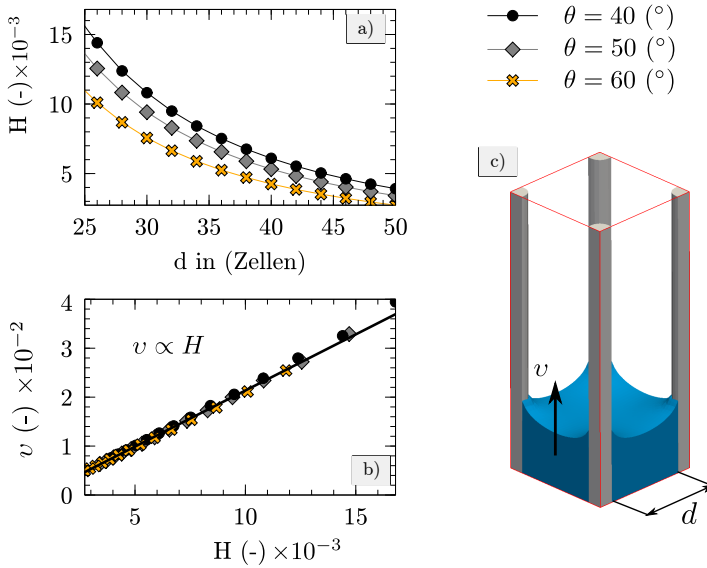 a)
H (-) ×10⁻³
15
10
5
25 30 35 40 45 50
d in (Zellen)
θ = 40 (°)
θ = 50 (°)
θ = 60 (°)
b)
υ (-) ×10⁻²
4
3
2
1
0
υ ∝ H
5 10 15
H (-) ×10⁻³
c)
υ
d